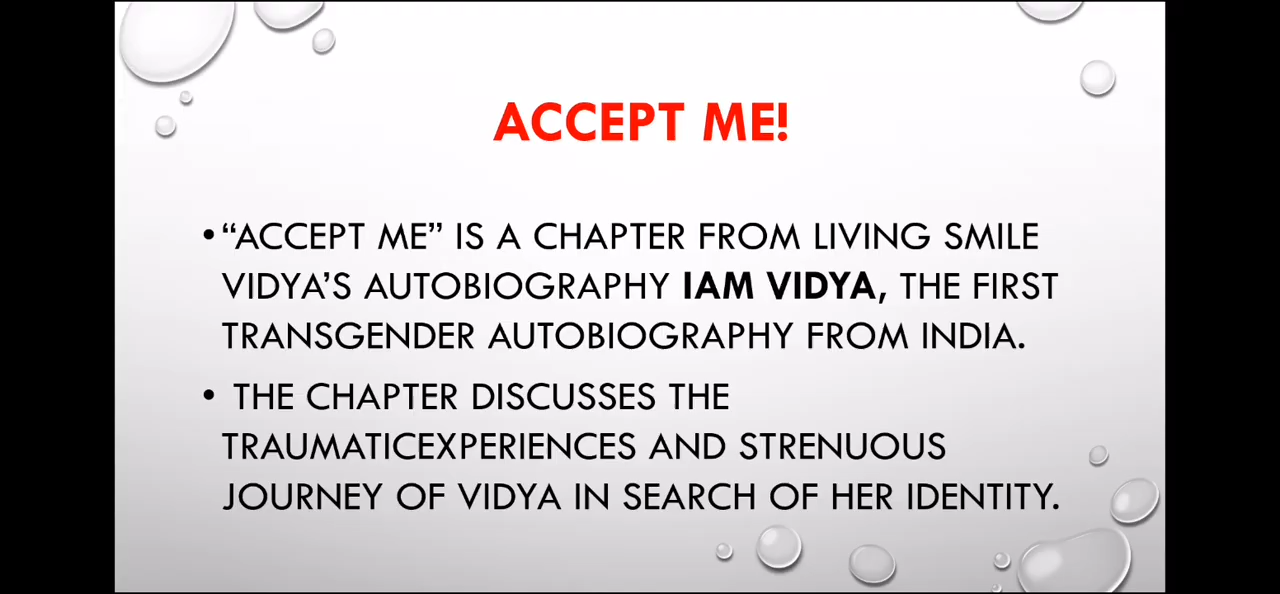 ACCEPT ME!
• “ACCEPT ME” IS A CHAPTER FROM LIVING SMILE
VIDYA’S AUTOBIOGRAPHY IAM VIDYA, THE FIRST
TRANSGENDER AUTOBIOGRAPHY FROM INDIA.
• THE CHAPTER DISCUSSES THE
TRAUMATICEXPERIENCES AND STRENUOUS
JOURNEY OF VIDYA IN SEARCH OF HER IDENTITY.